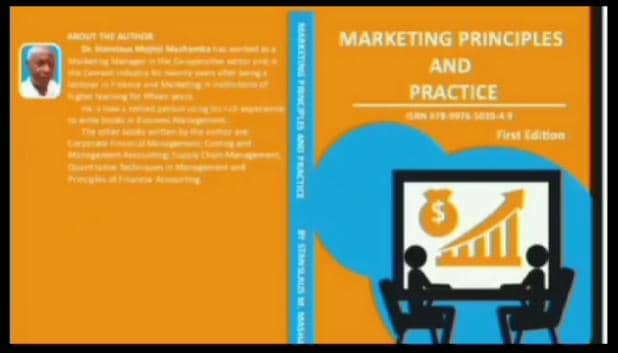 ABOUT THE AUTHOR
Dr. Stanslaus Mosha Mashamba has worked as a
Marketing Manager in the Co-operative sector and in
the Cement Industry for twenty years after being a
lecturer in Finance and Marketing in institutions of
higher learning for fifteen years.
He is now a retired person using his rich experience
to write books in Business Management.
The other books written by the author are:
Corporate Financial Management; Costing and
Management Accounting; Supply Chain Management,
Quantitative Techniques in Management and
Principles of Financial Accounting.
MARKETING PRINCIPLES AND PRACTICE
BY STANSLAUS M.
MARKETING PRINCIPLES
AND
PRACTICE
ISBN 978-9976-5039-4-9
First Edition
$